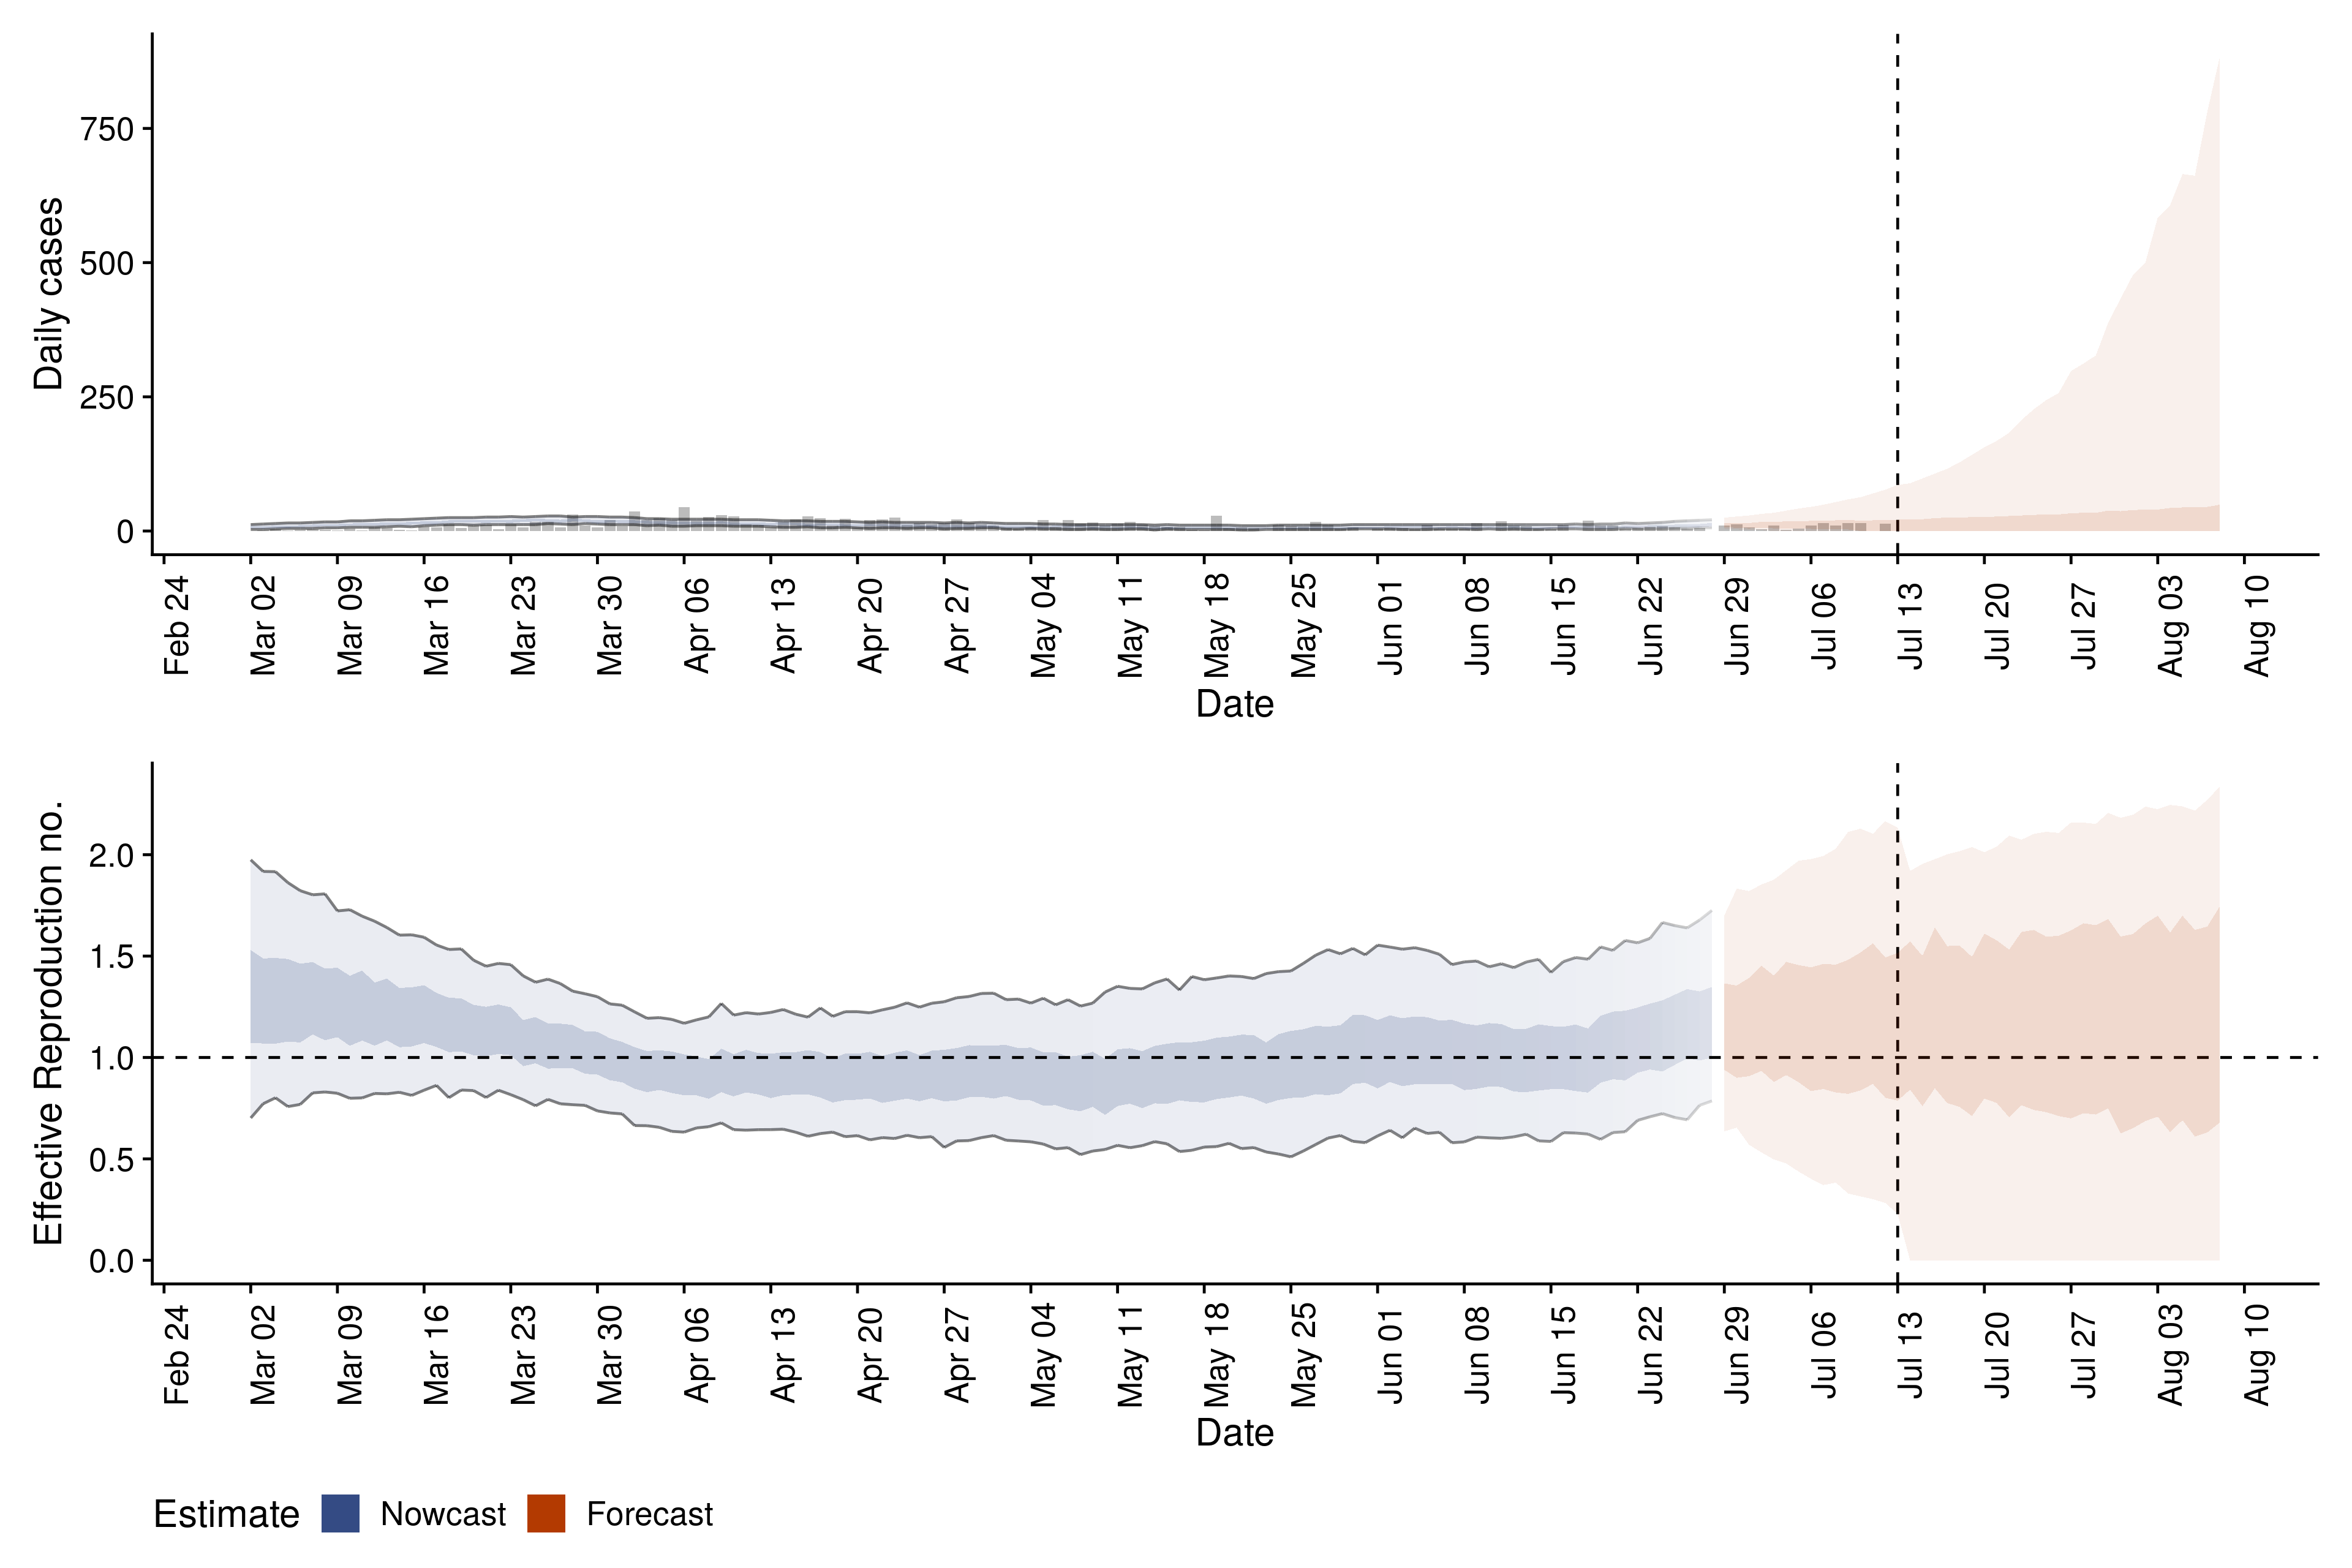 Daily cases
750
500
250
0
Feb 24
Mar 02
Mar 09
Mar 16
Mar 23
Mar 30
Apr 06
Apr 13
Apr 20
Apr 27
May 04
May 11
May 18
May 25
Jun 01
Jun 08
Jun 15
Jun 22
Jun 29
Jul 06
Jul 13
Jul 20
Jul 27
Aug 03
Aug 10
Date
Effective Reproduction no.
2.0
1.5
1.0
0.5
0.0
Feb 24
Mar 02
Mar 09
Mar 16
Mar 23
Mar 30
Apr 06
Apr 13
Apr 20
Apr 27
May 04
May 11
May 18
May 25
Jun 01
Jun 08
Jun 15
Jun 22
Jun 29
Jul 06
Jul 13
Jul 20
Jul 27
Aug 03
Aug 10
Date
Estimate Nowcast Forecast